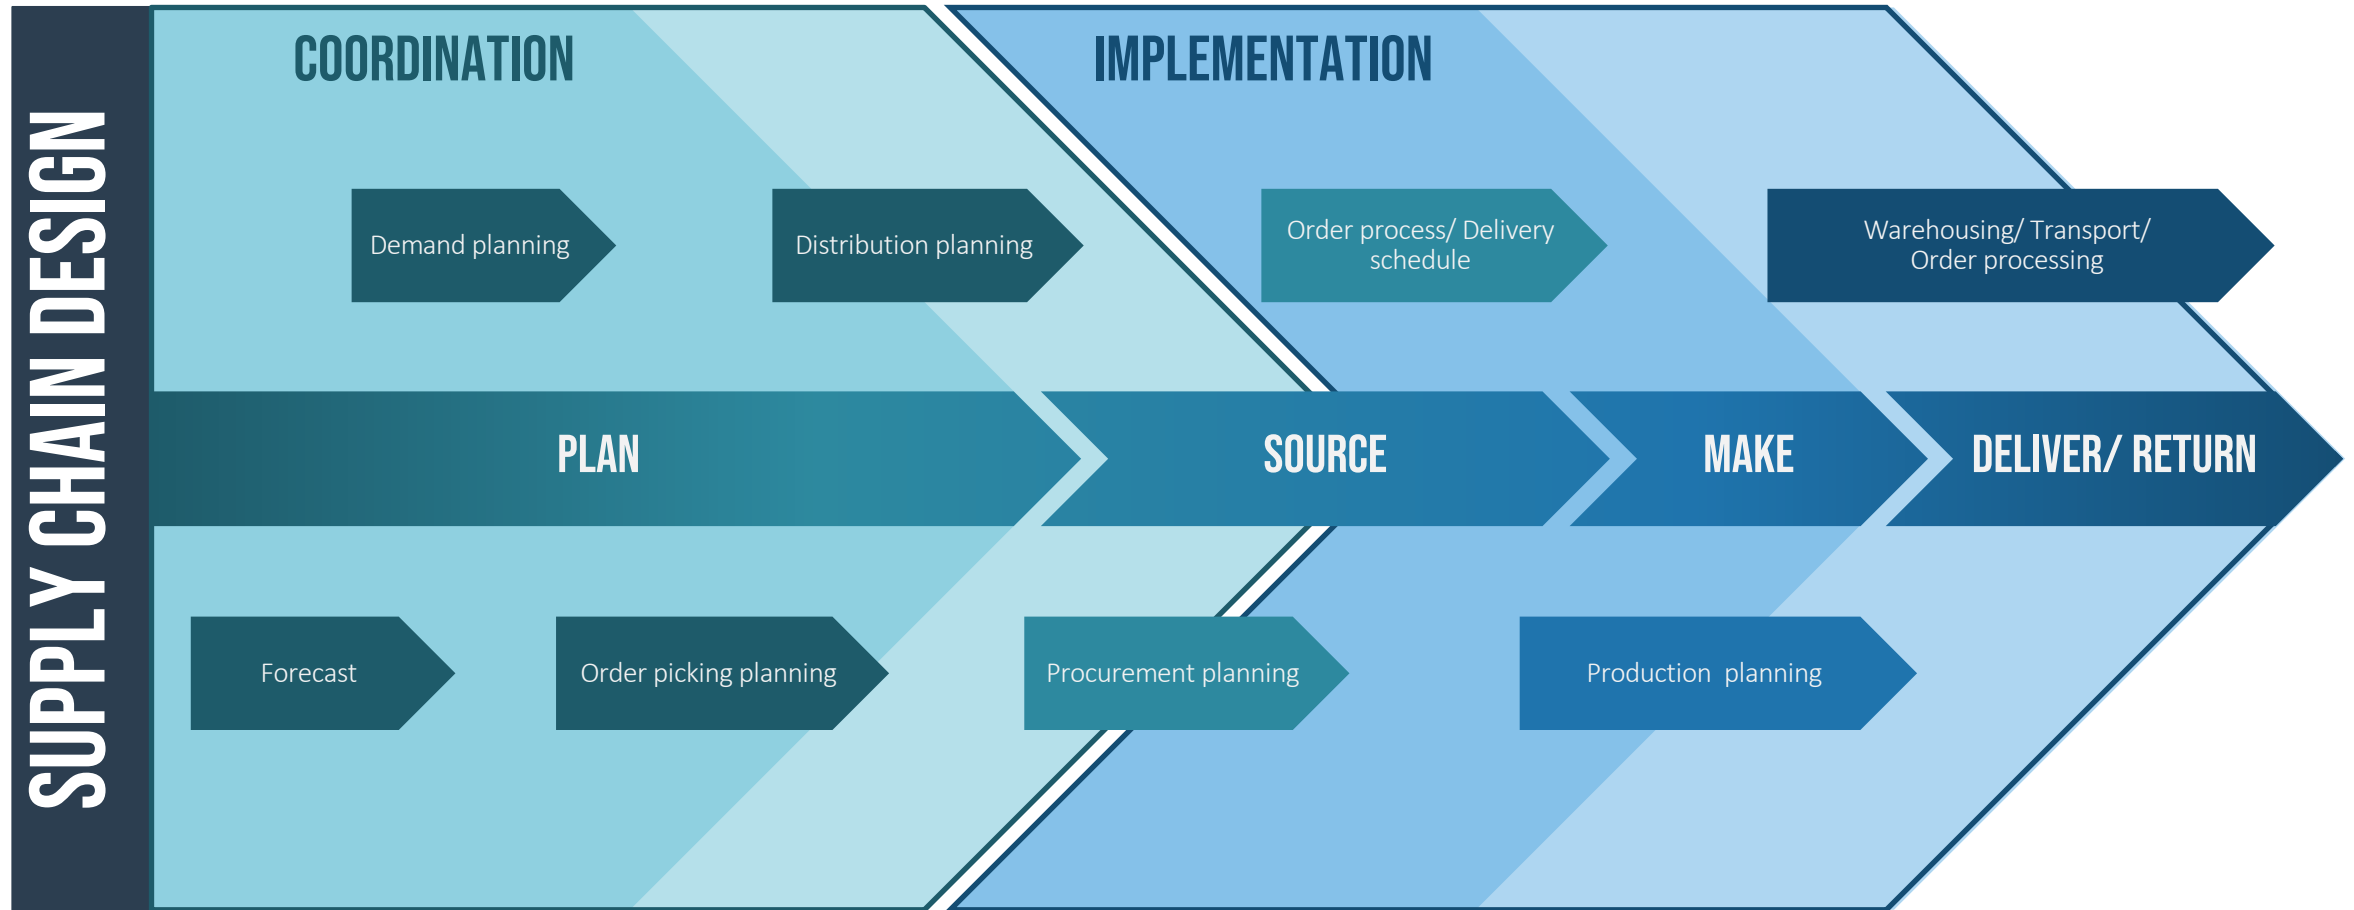 SUPPLY CHAIN DESIGN
COORDINATION
IMPLEMENTATION
Demand planning
Distribution planning
Order process/ Delivery
schedule
Warehousing/ Transport/
Order processing
PLAN
SOURCE
MAKE
DELIVER/ RETURN
Forecast
Order picking planning
Procurement planning
Production planning